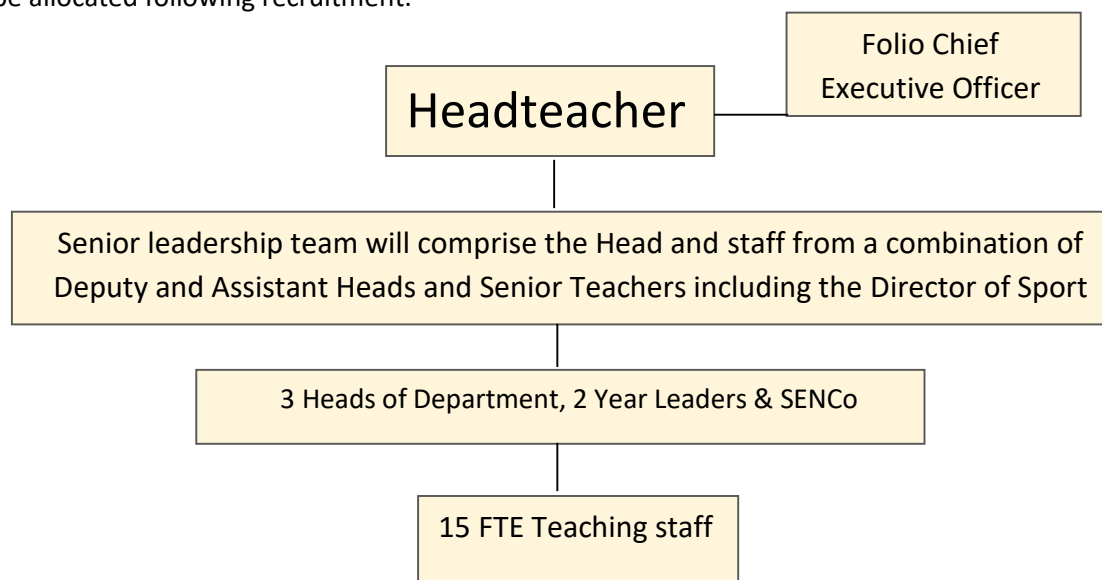 be allocated following recruitment.
Folio Chief
Executive Officer
Headteacher
Senior leadership team will comprise the Head and staff from a combination of
Deputy and Assistant Heads and Senior Teachers including the Director of Sport
3 Heads of Department, 2 Year Leaders & SENCo
15 FTE Teaching staff